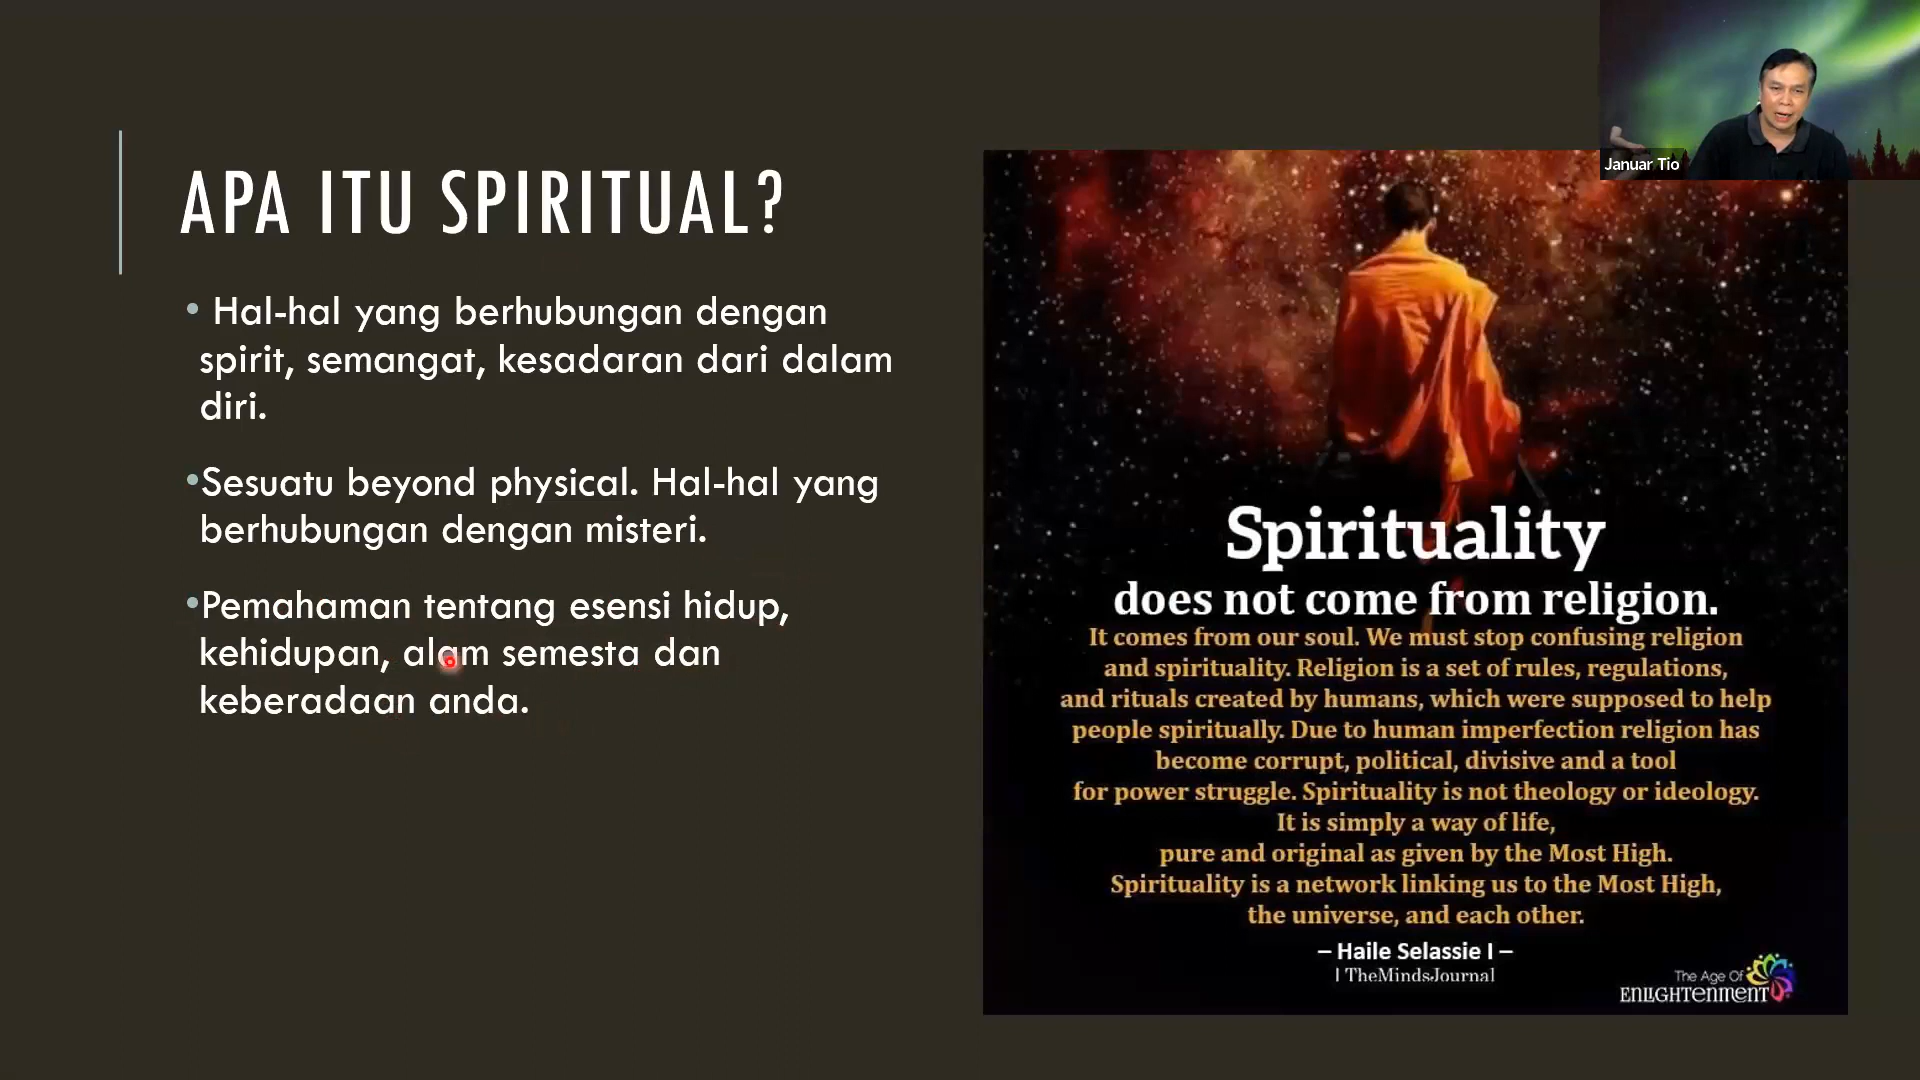 APA ITU SPIRITUAL?
• Hal-hal yang berhubungan dengan
spirit, semangat, kesadaran dari dalam
diri.
•Sesuatu beyond physical. Hal-hal yang
berhubungan dengan misteri.
•Pemahaman tentang esensi hidup,
kehidupan, alam semesta dan
keberadaan anda.
Januar Tio
Spirituality
does not come from religion.
It comes from our soul. We must stop confusing religion
and spirituality. Religion is a set of rules, regulations,
and rituals created by humans, which were supposed to help
people spiritually. Due to human imperfection religion has
become corrupt, political, divisive and a tool
for power struggle. Spirituality is not theology or ideology.
It is simply a way of life,
pure and original as given by the Most High.
Spirituality is a network linking us to the Most High,
the universe, and each other.
– Haile Selassie I –
| TheMindsJournal
The Age Of
ENLIGHTENMENT